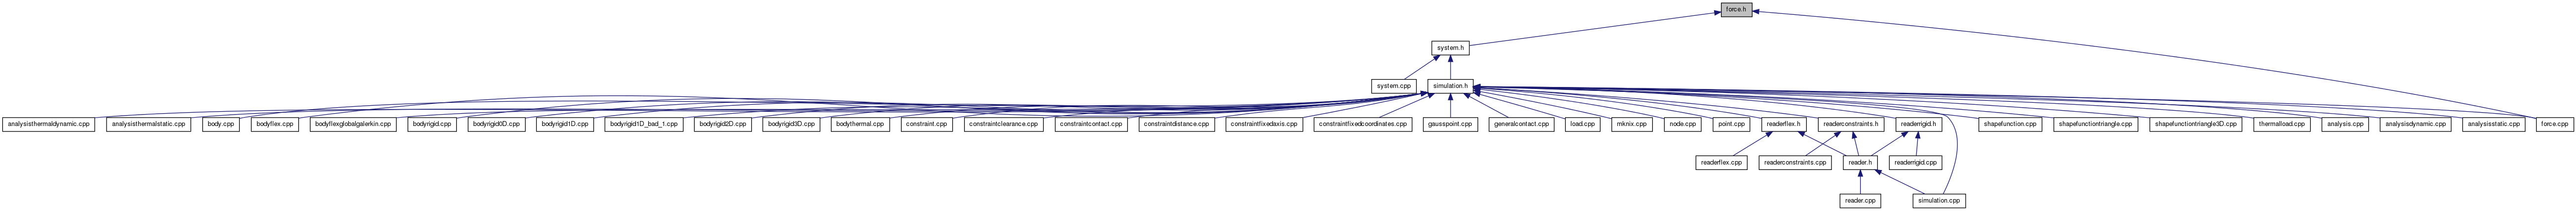 force.h
system.h
system.cpp
simulation.h
analysisthermaldynamic.cpp
analysisthermalstatic.cpp
body.cpp
bodyflex.cpp
bodyflexglobalgalerkin.cpp
bodyrigid.cpp
bodyrigid0D.cpp
bodyrigid1D.cpp
bodyrigid1D_bad_1.cpp
bodyrigid2D.cpp
bodyrigid3D.cpp
bodythermal.cpp
constraint.cpp
constraintclearance.cpp
constraintcontact.cpp
constraintdistance.cpp
constraintfixedaxis.cpp
constraintfixedcoordinates.cpp
gausspoint.cpp
generalcontact.cpp
load.cpp
mknix.cpp
node.cpp
point.cpp
readerflex.h
readerconstraints.h
readerrigid.h
shapefunction.cpp
shapefunctiontriangle.cpp
shapefunctiontriangle3D.cpp
thermalload.cpp
analysis.cpp
analysisdynamic.cpp
analysisstatic.cpp
force.cpp
readerflex.cpp
readerconstraints.cpp
reader.h
readerrigid.cpp
reader.cpp
simulation.cpp